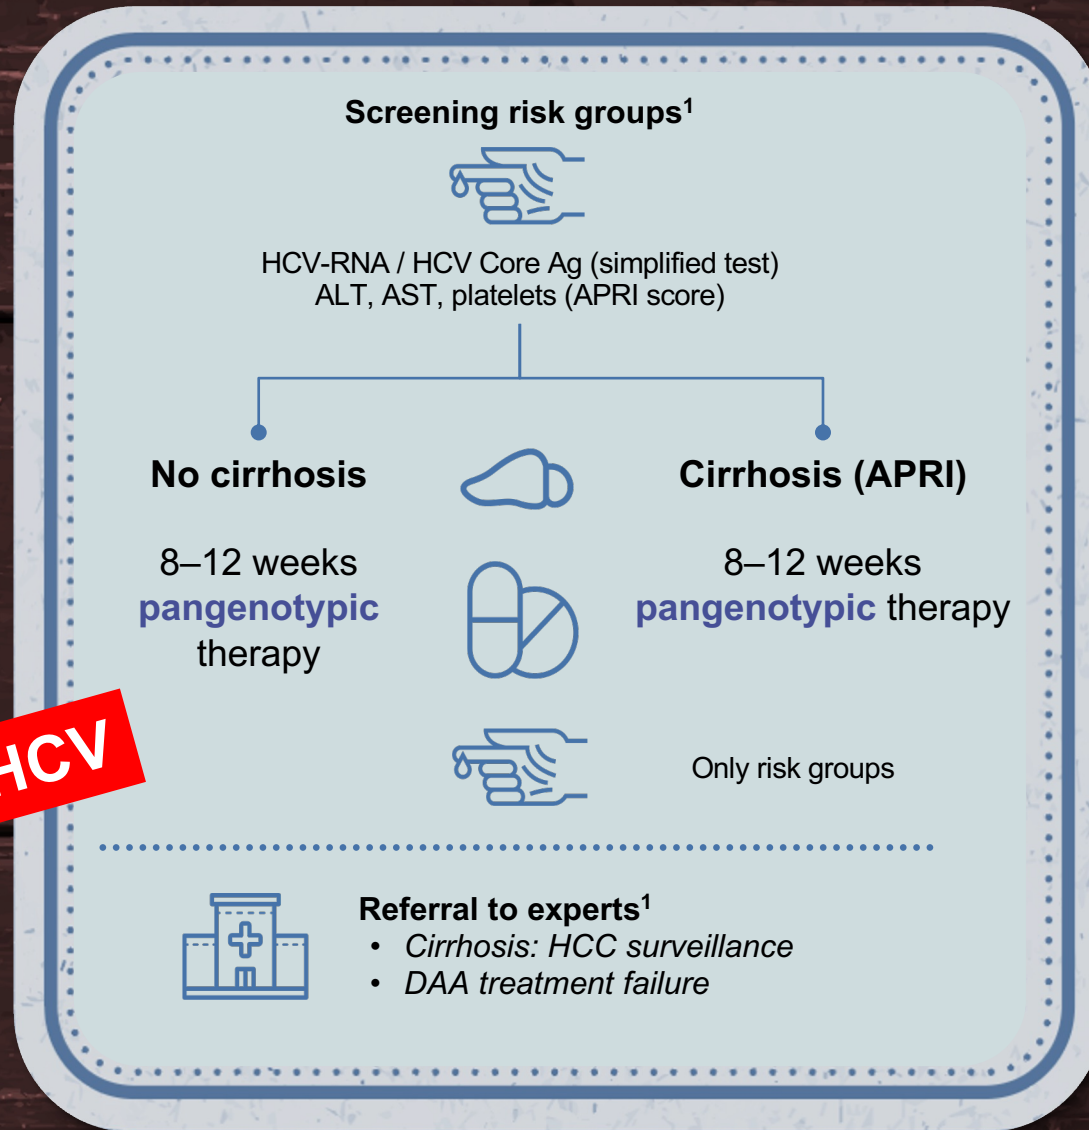 Screening risk groups¹
HCV-RNA / HCV Core Ag (simplified test)
ALT, AST, platelets (APRI score)
No cirrhosis
8–12 weeks
pangenotypic
therapy
Cirrhosis (APRI)
8–12 weeks
pangenotypic therapy
HCV
Only risk groups
Referral to experts¹
• Cirrhosis: HCC surveillance
• DAA treatment failure